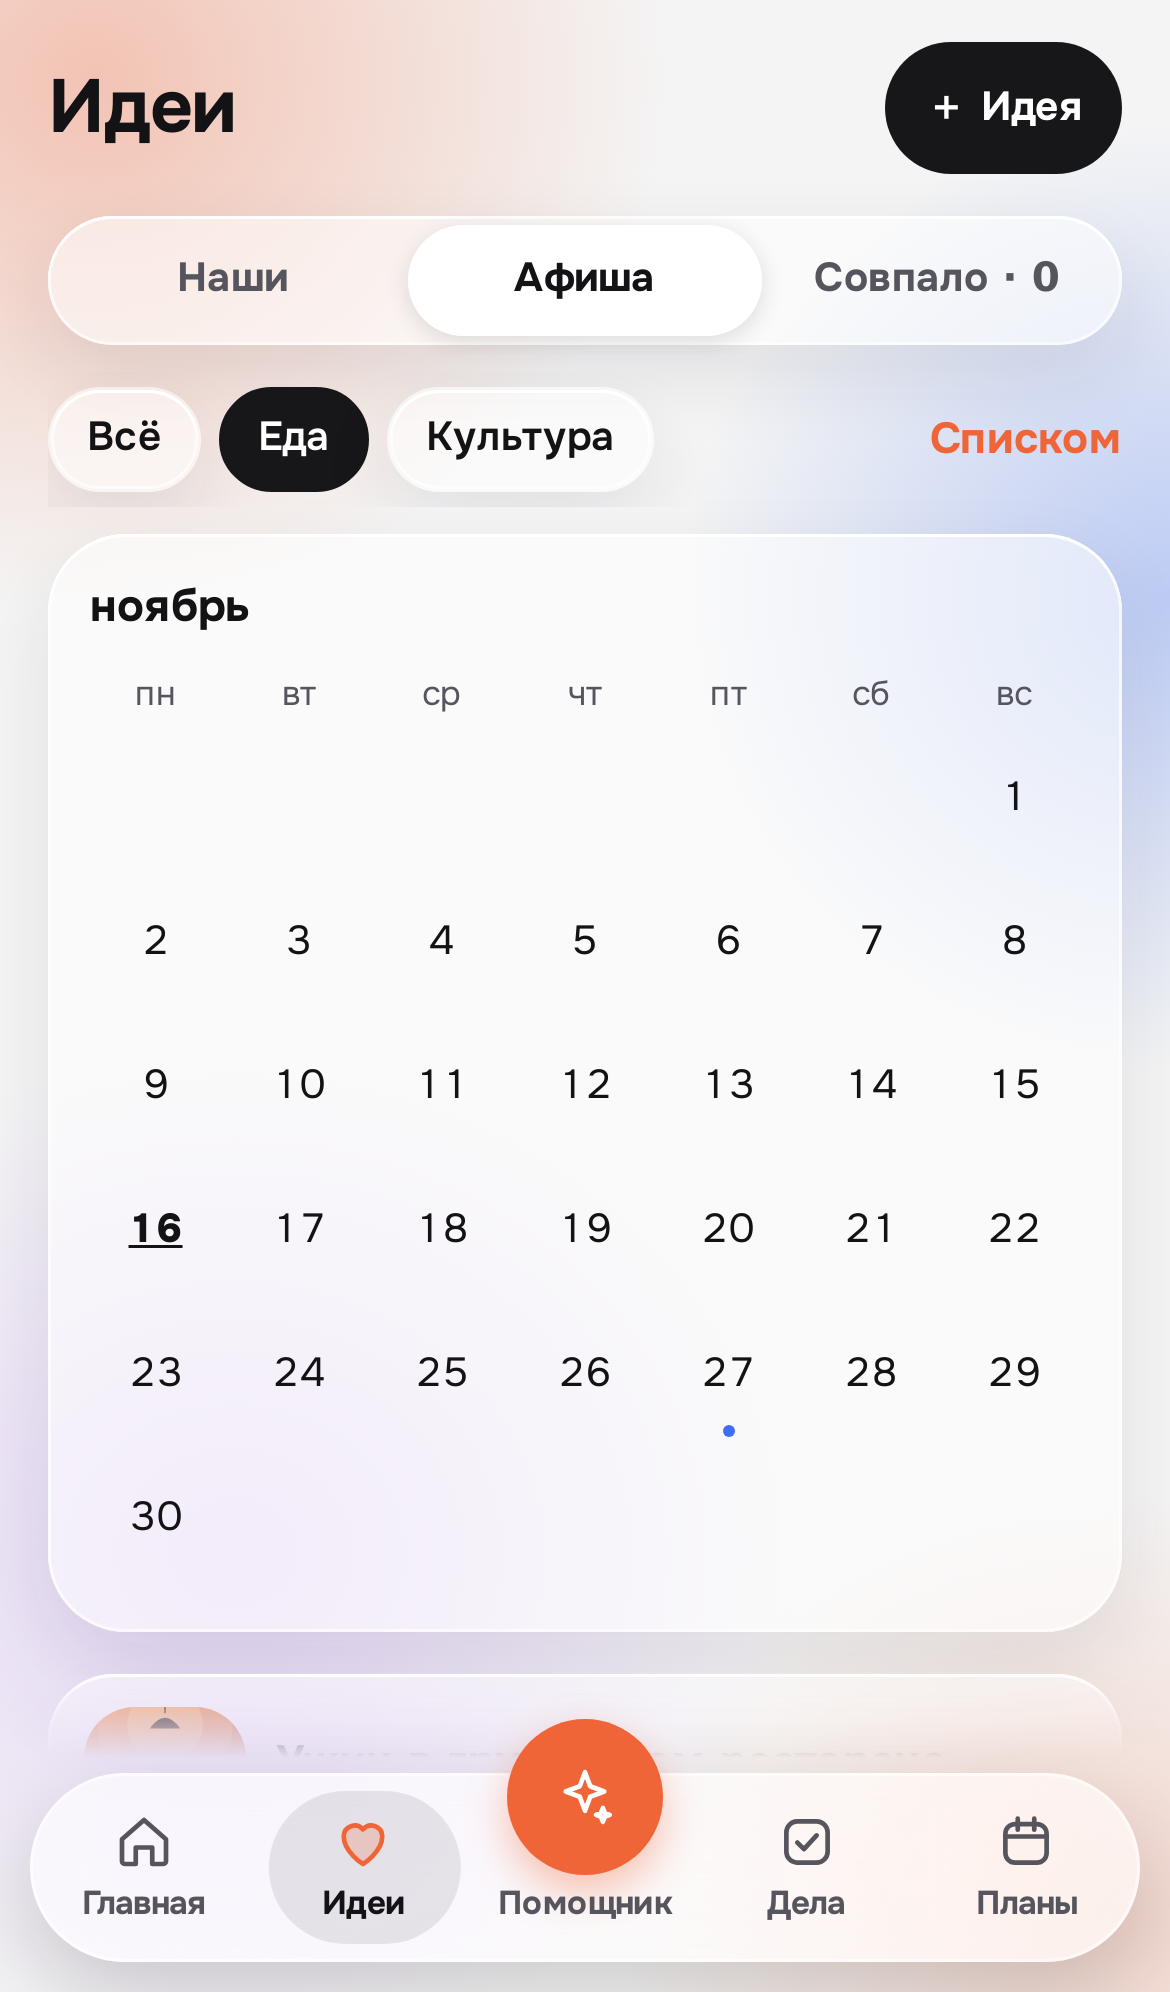 Идеи
+ Идея
Наши Афиша Совпало · 0
Всё Еда Культура Списком
ноябрь
пн вт ср чт пт сб вс
1
2 3 4 5 6 7 8
9 10 11 12 13 14 15
16 17 18 19 20 21 22
23 24 25 26 27 28 29
30
Главная Идеи Помощник Дела Планы